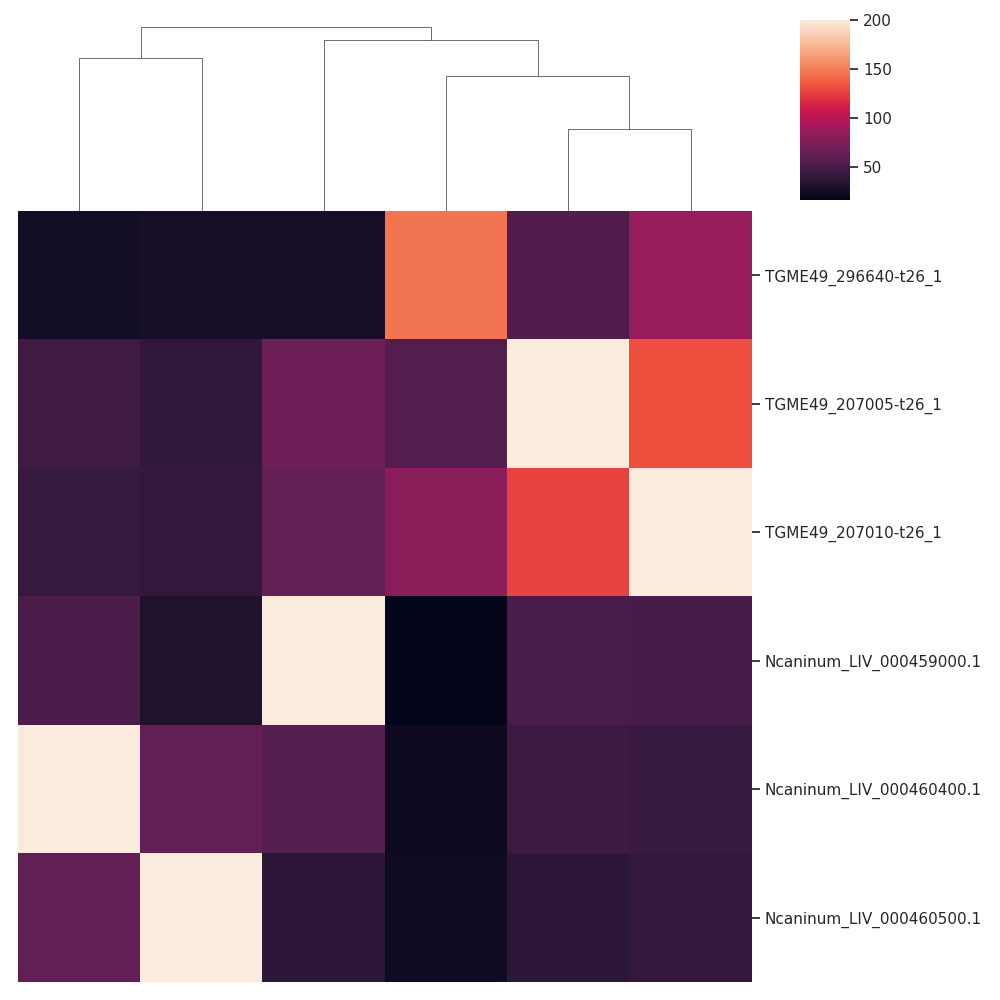 200
150
100
50
TGME49_296640-t26_1
TGME49_207005-t26_1
TGME49_207010-t26_1
Ncaninum_LIV_000459000.1
Ncaninum_LIV_000460400.1
Ncaninum_LIV_000460500.1